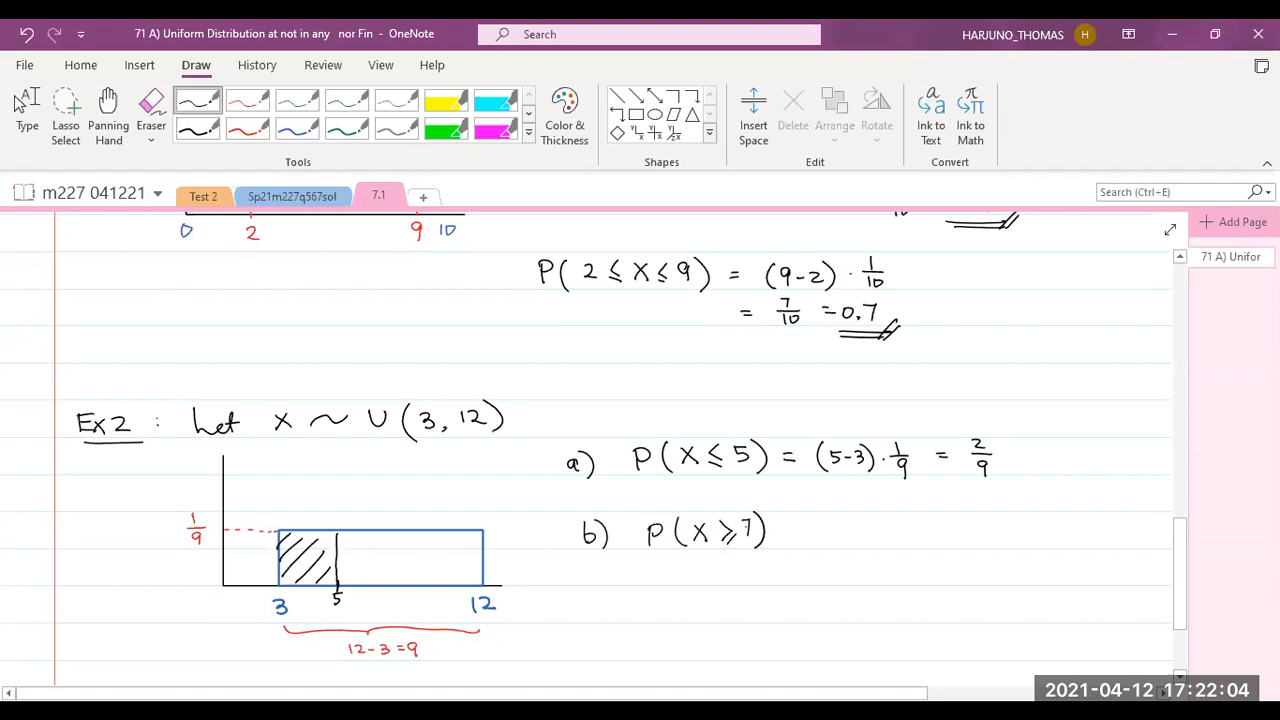 71 A) Uniform Distribution at not in any nor Fin - OneNote
Search
HARJUNO_THOMAS
H
File Home Insert Draw History Review View Help
Type
Lasso Select
Panning Hand
Eraser
Color & Thickness
Insert Space
Delete
Arrange
Rotate
Ink to Text
Ink to Math
Tools
Shapes
Edit
Convert
m227 041221
Test 2
Sp21m227q567sol
7.1
Search (Ctrl+E)
Add Page
71 A) Unifor
0 2 9 10
10
P(2 ≤ X ≤ 9) = (9-2) · 1/10
= 7/10 = 0.7
Ex2 : Let X ~ U(3, 12)
a) P(X ≤ 5) = (5-3) · 1/9 = 2/9
b) P(X ≥ 7)
1/9
3 5 12
12-3=9
2021-04-12 17:22:04